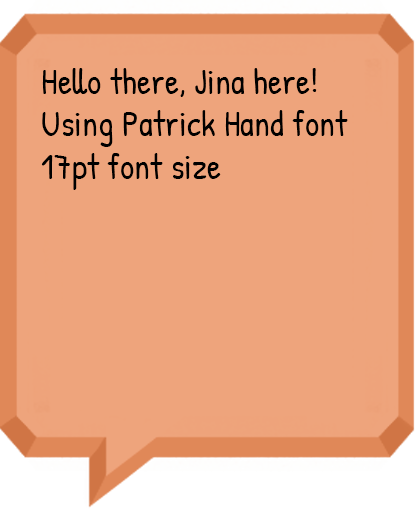 Hello there, Jina here!
Using Patrick Hand font
17pt font size